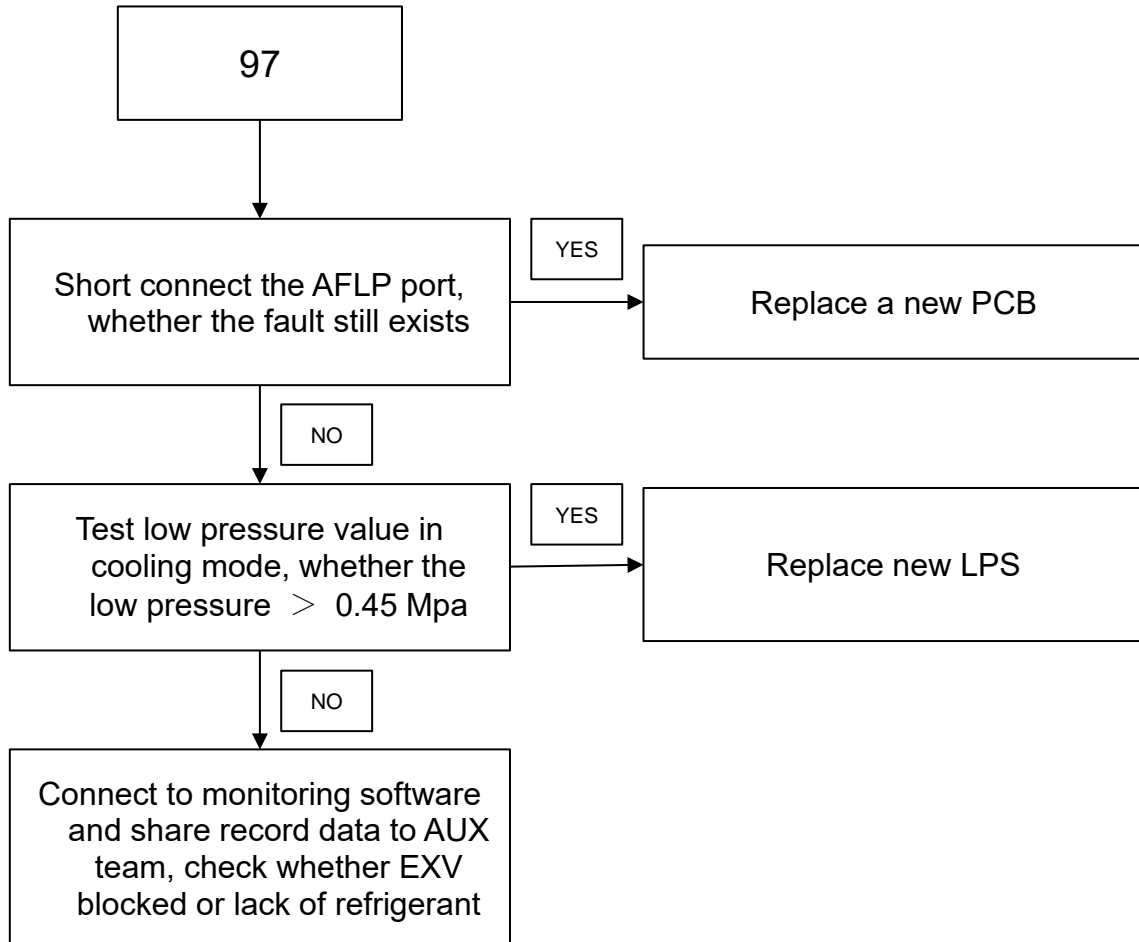 97
Short connect the AFLP port,
whether the fault still exists
YES
Replace a new PCB
NO
Test low pressure value in
cooling mode, whether the
low pressure ＞ 0.45 Mpa
YES
Replace new LPS
NO
Connect to monitoring software
and share record data to AUX
team, check whether EXV
blocked or lack of refrigerant